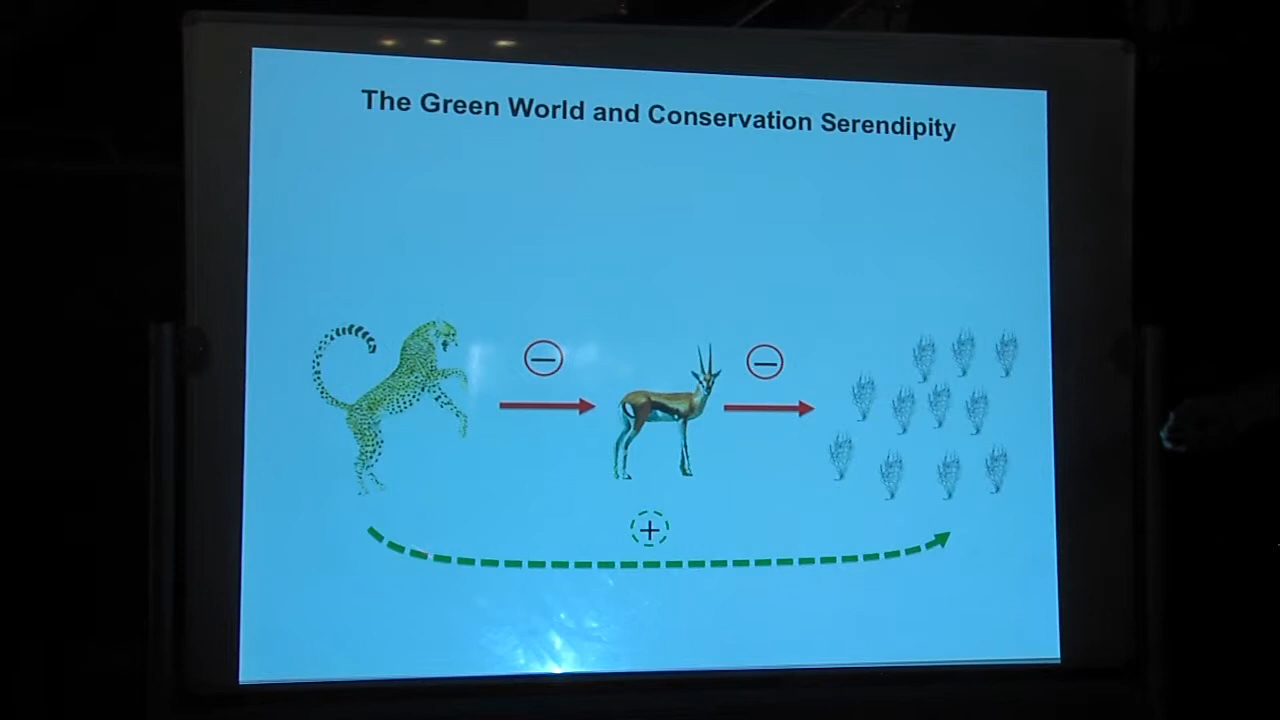 The Green World and Conservation Serendipity
−
−
+